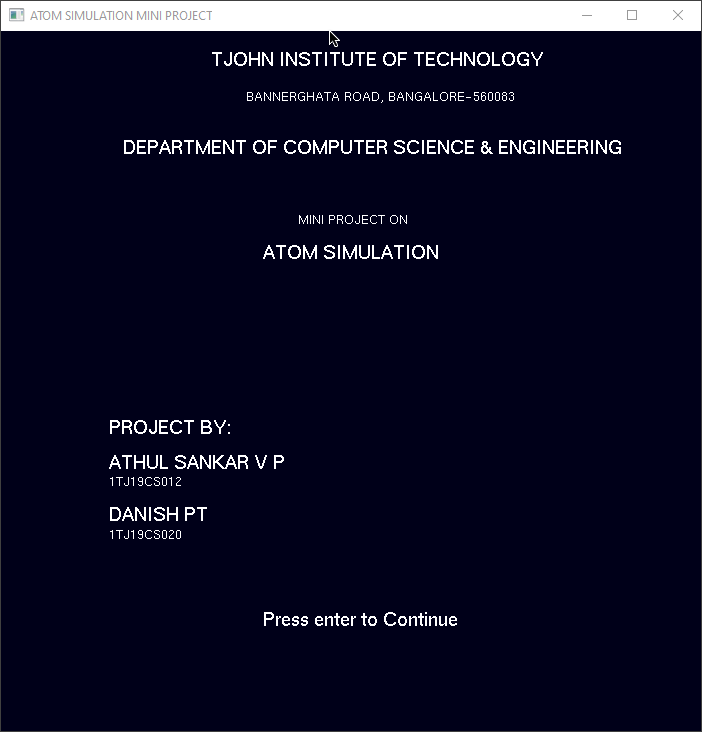 ATOM SIMULATION MINI PROJECT
TJOHN INSTITUTE OF TECHNOLOGY
BANNERGHATA ROAD, BANGALORE-560083
DEPARTMENT OF COMPUTER SCIENCE & ENGINEERING
MINI PROJECT ON
ATOM SIMULATION
PROJECT BY:
ATHUL SANKAR V P
1TJ19CS012
DANISH PT
1TJ19CS020
Press enter to Continue